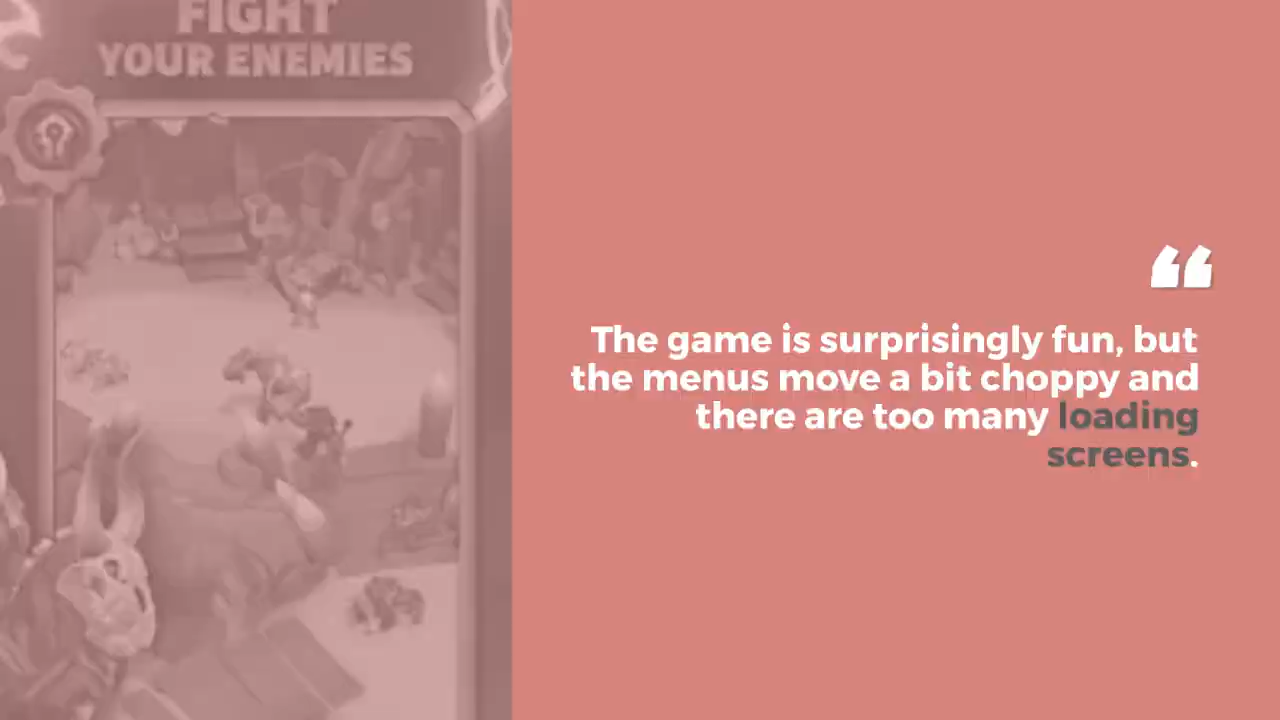 FIGHT
YOUR ENEMIES
“
The game is surprisingly fun, but
the menus move a bit choppy and
there are too many loading
screens.